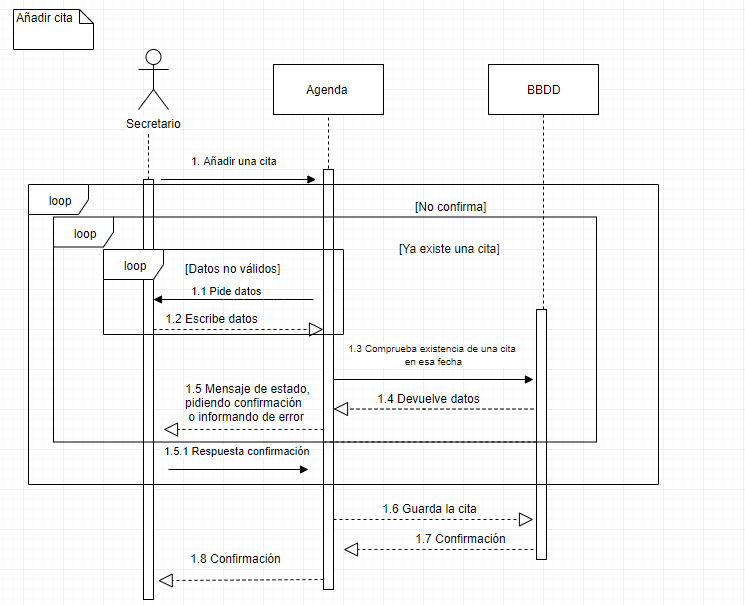 Añadir cita
Secretario
Agenda
BBDD
1. Añadir una cita
loop
[No confirma]
loop
[Ya existe una cita]
loop
[Datos no válidos]
1.1 Pide datos
1.2 Escribe datos
1.3 Comprueba existencia de una cita
en esa fecha
1.4 Devuelve datos
1.5 Mensaje de estado,
pidiendo confirmación
o informando de error
1.5.1 Respuesta confirmación
1.6 Guarda la cita
1.7 Confirmación
1.8 Confirmación